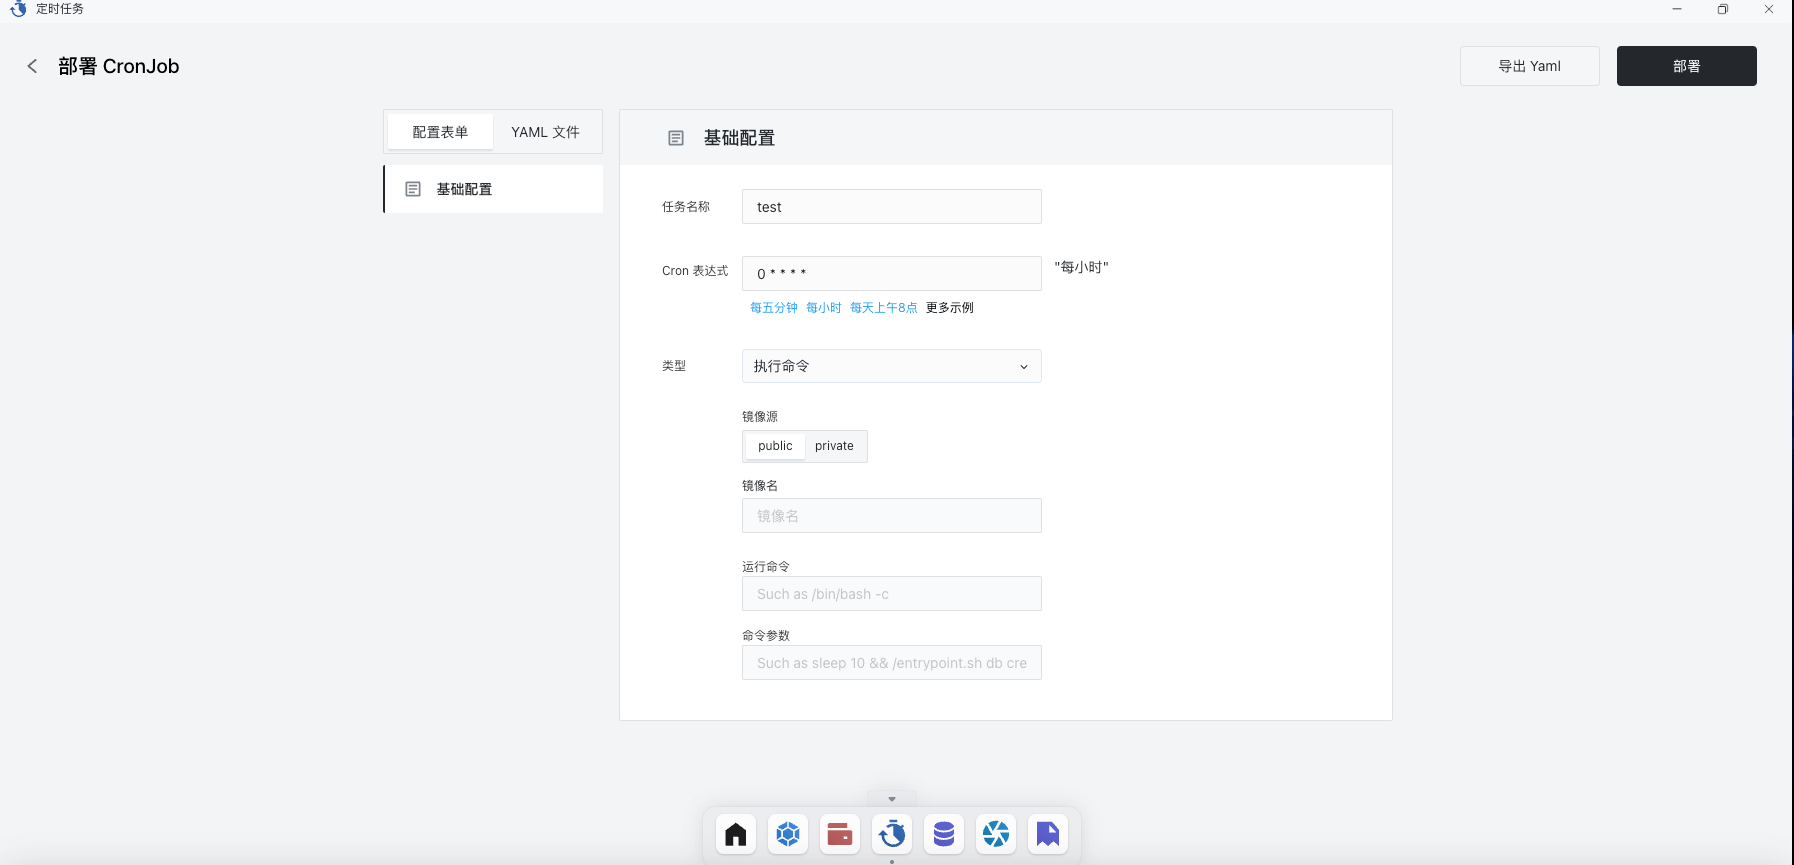 定时任务
部署 CronJob
导出 Yaml
部署
配置表单
YAML 文件
基础配置
基础配置
任务名称
test
Cron 表达式
0 * * * *
"每小时"
每五分钟 每小时 每天上午8点 更多示例
类型
执行命令
镜像源
public private
镜像名
镜像名
运行命令
Such as /bin/bash -c
命令参数
Such as sleep 10 && /entrypoint.sh db cre